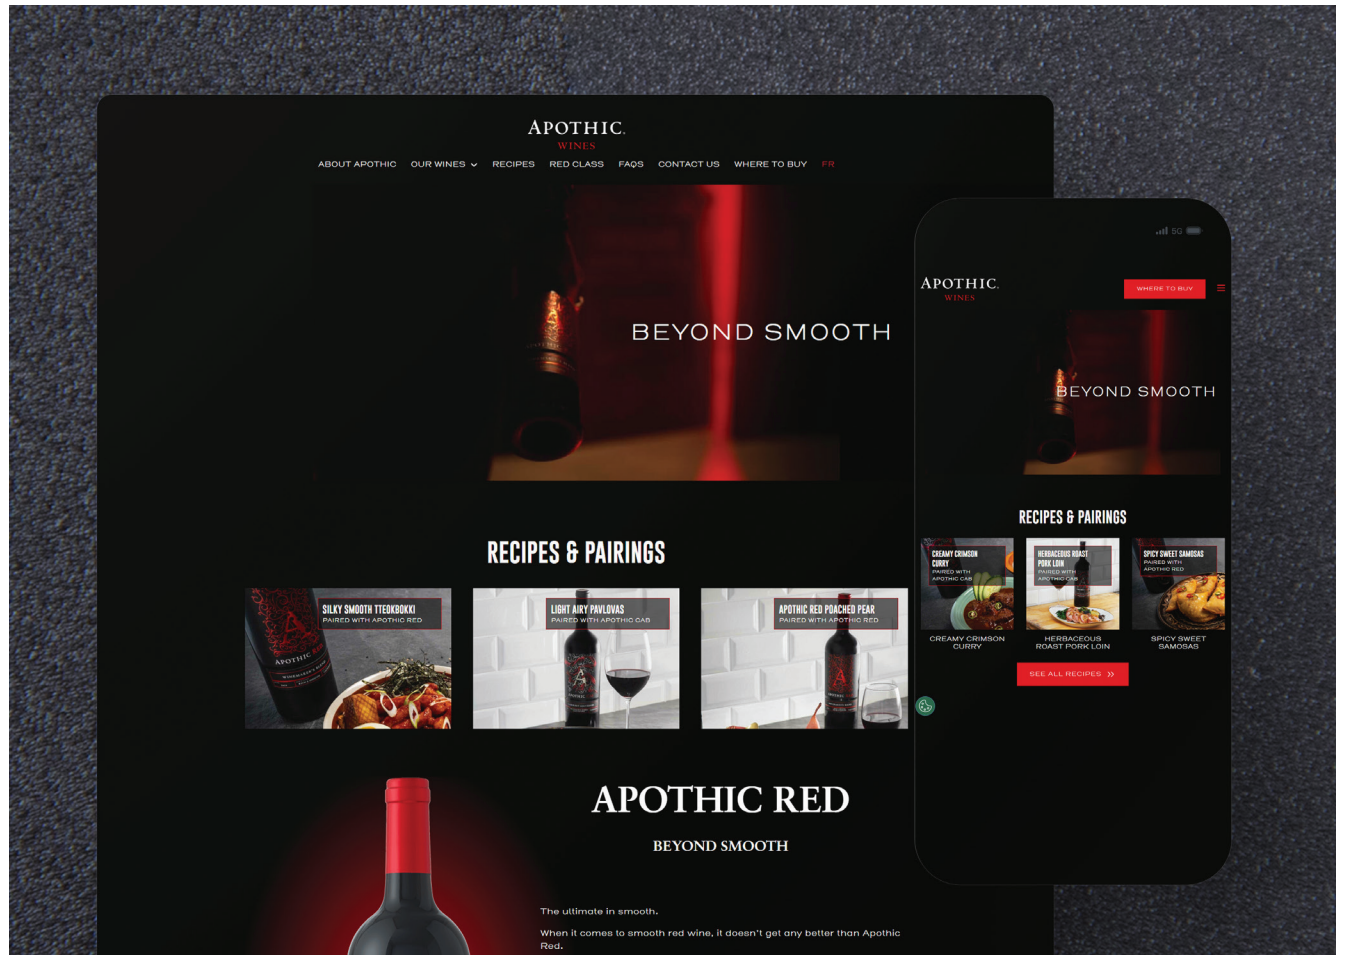 APOTHIC.
WINES
ABOUT APOTHIC OUR WINES RECIPES RED CLASS FAQS CONTACT US WHERE TO BUY FR
BEYOND SMOOTH
RECIPES & PAIRINGS
SILKY SMOOTH TTEOKBOKKI
PAIRED WITH APOTHIC RED
APOTHIC RED
LIGHT AIRY PAVLOVAS
PAIRED WITH APOTHIC CAB
APOTHIC RED POACHED PEAR
PAIRED WITH APOTHIC RED
APOTHIC RED
BEYOND SMOOTH
The ultimate in smooth.
When it comes to smooth red wine, it doesn't get any better than Apothic
Red.
5G
APOTHIC.
WINES
WHERE TO BUY
BEYOND SMOOTH
RECIPES & PAIRINGS
CREAMY CRIMSON
CURRY
PAIRED WITH
APOTHIC CAB
HERBACEOUS ROAST
PORK LOIN
PAIRED WITH
APOTHIC CAB
SPICY SWEET SAMOSAS
PAIRED WITH
APOTHIC RED
CREAMY CRIMSON
CURRY
HERBACEOUS
ROAST PORK LOIN
SPICY SWEET
SAMOSAS
SEE ALL RECIPES